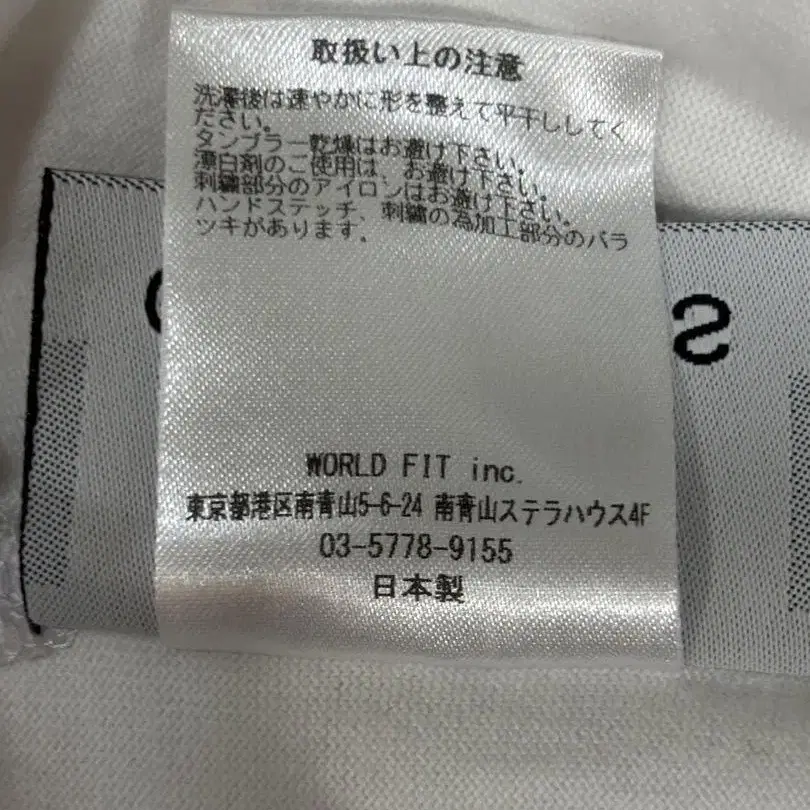 取扱い上の注意
洗濯後は速やかに形を整えて平干ししてく
ださい。
タンブラー乾燥はお避け下さい。
漂白剤のご使用は、お避け下さい。
刺繍部分のアイロンはお避け下さい。
ハンドステッチ、刺繍の為加工部分のバラ
ツキがあります。
S
WORLD FIT inc.
東京都港区南青山5-6-24 南青山ステラハウス4F
03-5778-9155
日本製